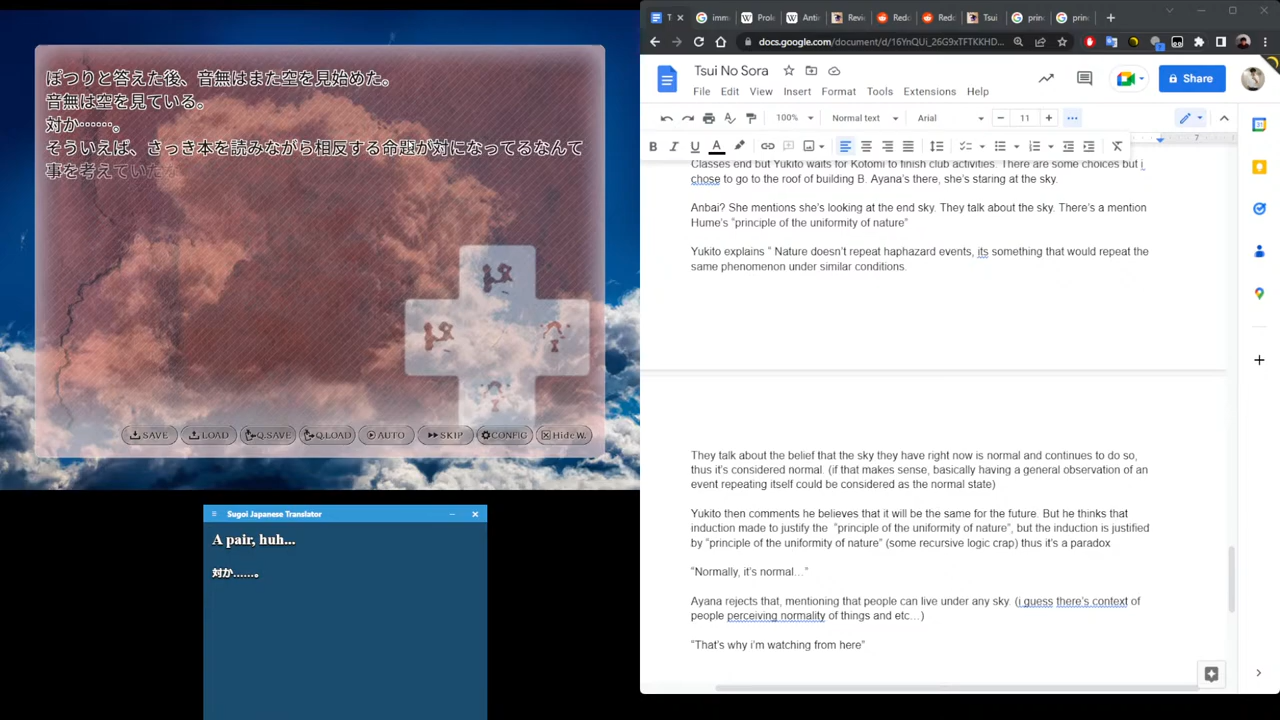 ぽつりと答えた後、音無はまた空を見始めた。
音無は空を見ている。
対か……。
そういえば、さっき本を読みながら相反する命題が対になってるなんて
事を考えていたな
SAVE
LOAD
Q.SAVE
Q.LOAD
AUTO
SKIP
CONFIG
Hide W.
Sugoi Japanese Translator
A pair, huh...
対か……。
T
imm
Prolo
Anti
Revi
Redd
Redd
Tsui
princ
princ
docs.google.com/document/d/16YnQUi_26G9xTFTKKHD...
Tsui No Sora
Share
File Edit View Insert Format Tools Extensions Help
100% Normal text Arial 11
7
Classes end but Yukito waits for Kotomi to finish club activities. There are some choices but i
chose to go to the roof of building B. Ayana's there, she's staring at the sky.
Anbai? She mentions she's looking at the end sky. They talk about the sky. There's a mention
Hume's "principle of the uniformity of nature"
Yukito explains " Nature doesn't repeat haphazard events, its something that would repeat the
same phenomenon under similar conditions.
They talk about the belief that the sky they have right now is normal and continues to do so,
thus it's considered normal. (if that makes sense, basically having a general observation of an
event repeating itself could be considered as the normal state)
Yukito then comments he believes that it will be the same for the future. But he thinks that
induction made to justify the "principle of the uniformity of nature", but the induction is justified
by "principle of the uniformity of nature" (some recursive logic crap) thus it's a paradox
"Normally, it's normal…"
Ayana rejects that, mentioning that people can live under any sky. (i guess there's context of
people perceiving normality of things and etc…)
"That's why i'm watching from here"